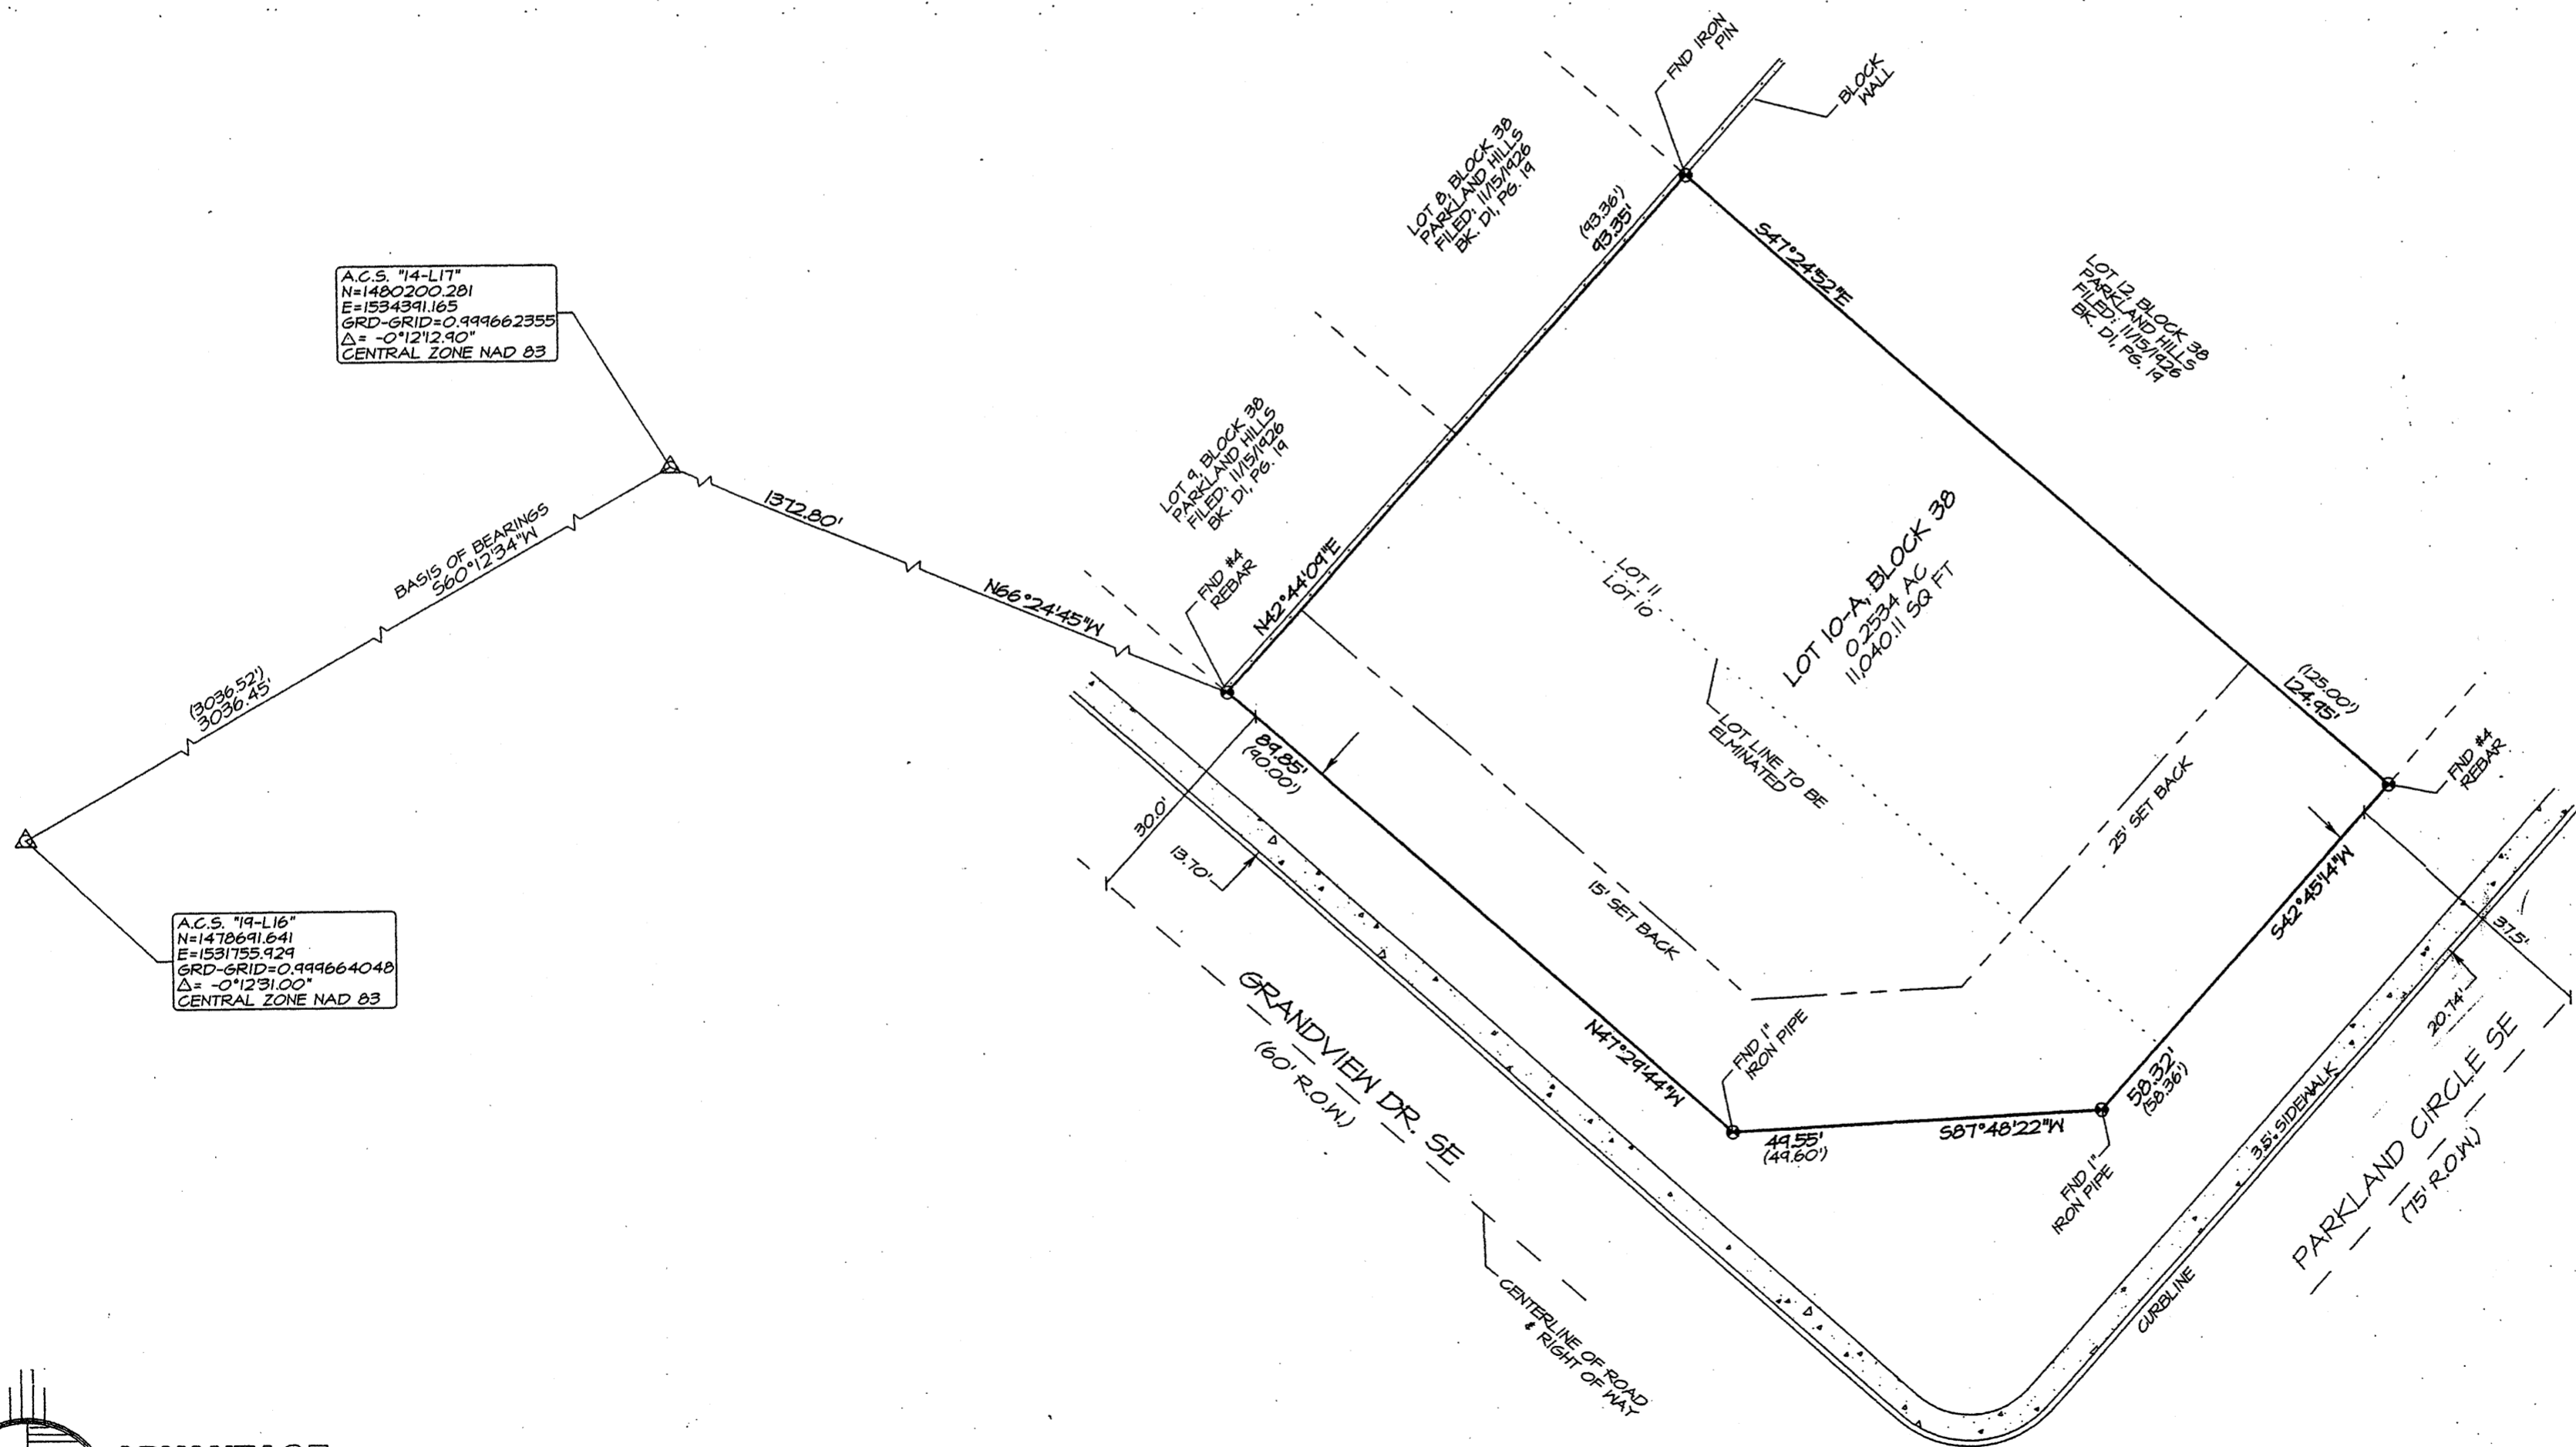 FND IRON
PIN
BLOCK
WALL
LOT 8, BLOCK 38
PARKLAND HILLS
FILED: 11/15/1926
BK. D1, PG. 19
(93.36')
93.35'
S47°24'52"E
LOT 12, BLOCK 38
PARKLAND HILLS
FILED: 11/15/1926
BK. D1, PG. 19
A.C.S. "14-L17"
N=1480200.281
E=1534391.165
GRD-GRID=0.999662355
△= -0°12'12.90"
CENTRAL ZONE NAD 83
LOT 9, BLOCK 38
PARKLAND HILLS
FILED: 11/15/1926
BK. D1, PG. 19
BASIS OF BEARINGS
S60°12'34"W
1372.80'
N66°24'45"W
FND #4
REBAR
N42°44'09"E
LOT 11
LOT 10
LOT 10-A, BLOCK 38
0.2534 AC
11,040.11 SQ FT
(3036.52')
3036.45'
LOT LINE TO BE
ELMINATED
(125.00')
124.95'
FND #4
REBAR
89.85'
(90.00')
30.0'
13.70'
25' SET BACK
15' SET BACK
S42°45'14"W
37.5'
20.74'
A.C.S. "19-L16"
N=1478691.641
E=1531755.929
GRD-GRID=0.999664048
△= -0°12'31.00"
CENTRAL ZONE NAD 83
GRANDVIEW DR. SE
(60' R.O.W.)
N47°29'44"W
FND 1"
IRON PIPE
49.55'
(49.60')
S87°48'22"W
58.32'
(58.36')
FND 1"
IRON PIPE
3.5' SIDEWALK
PARKLAND CIRCLE SE
(75' R.O.W.)
CURBLINE
CENTERLINE OF ROAD
& RIGHT OF WAY